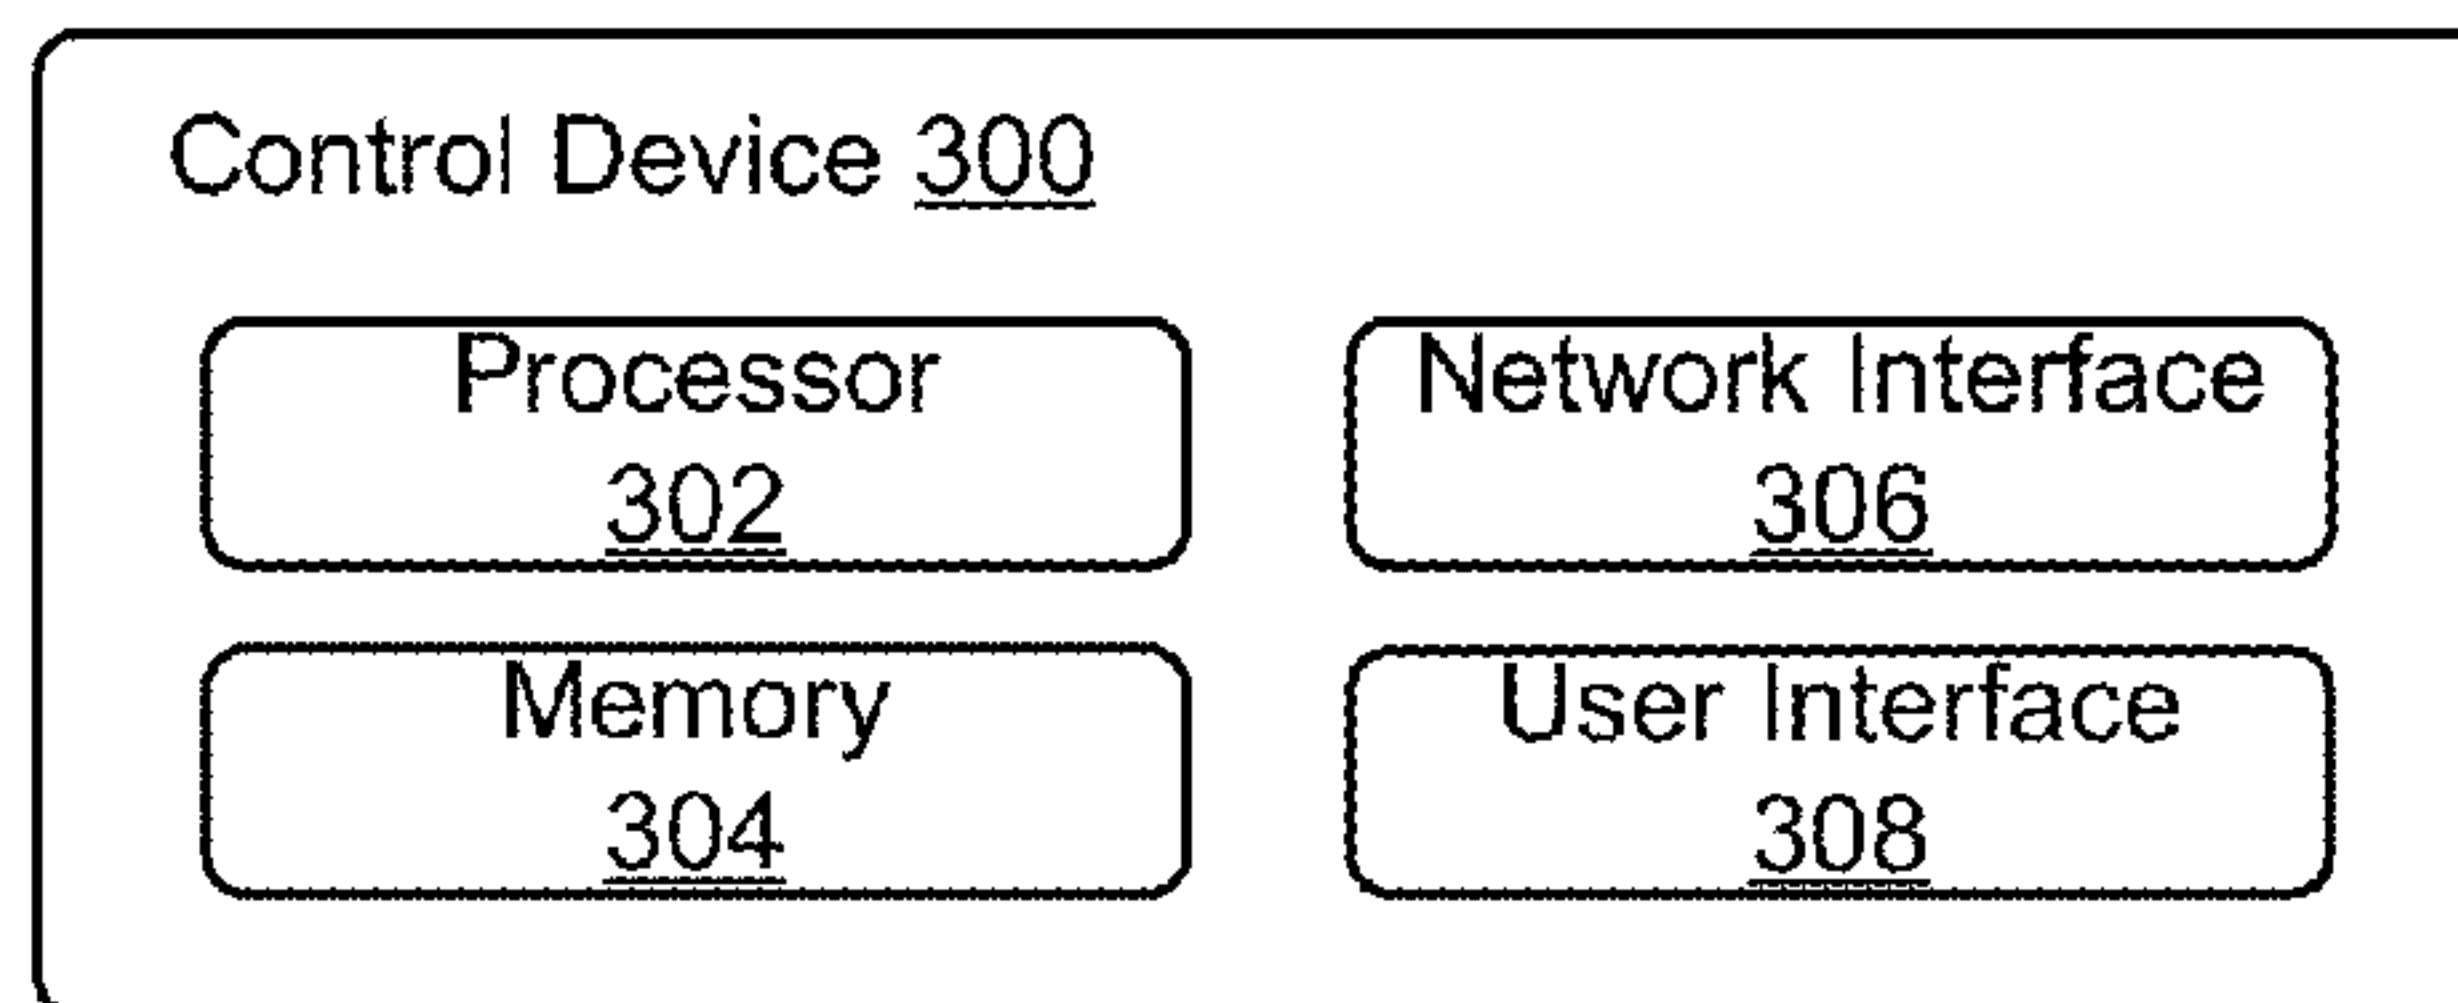 Control Device 300
Processor
302
Network Interface
306
Memory
304
User Interface
308